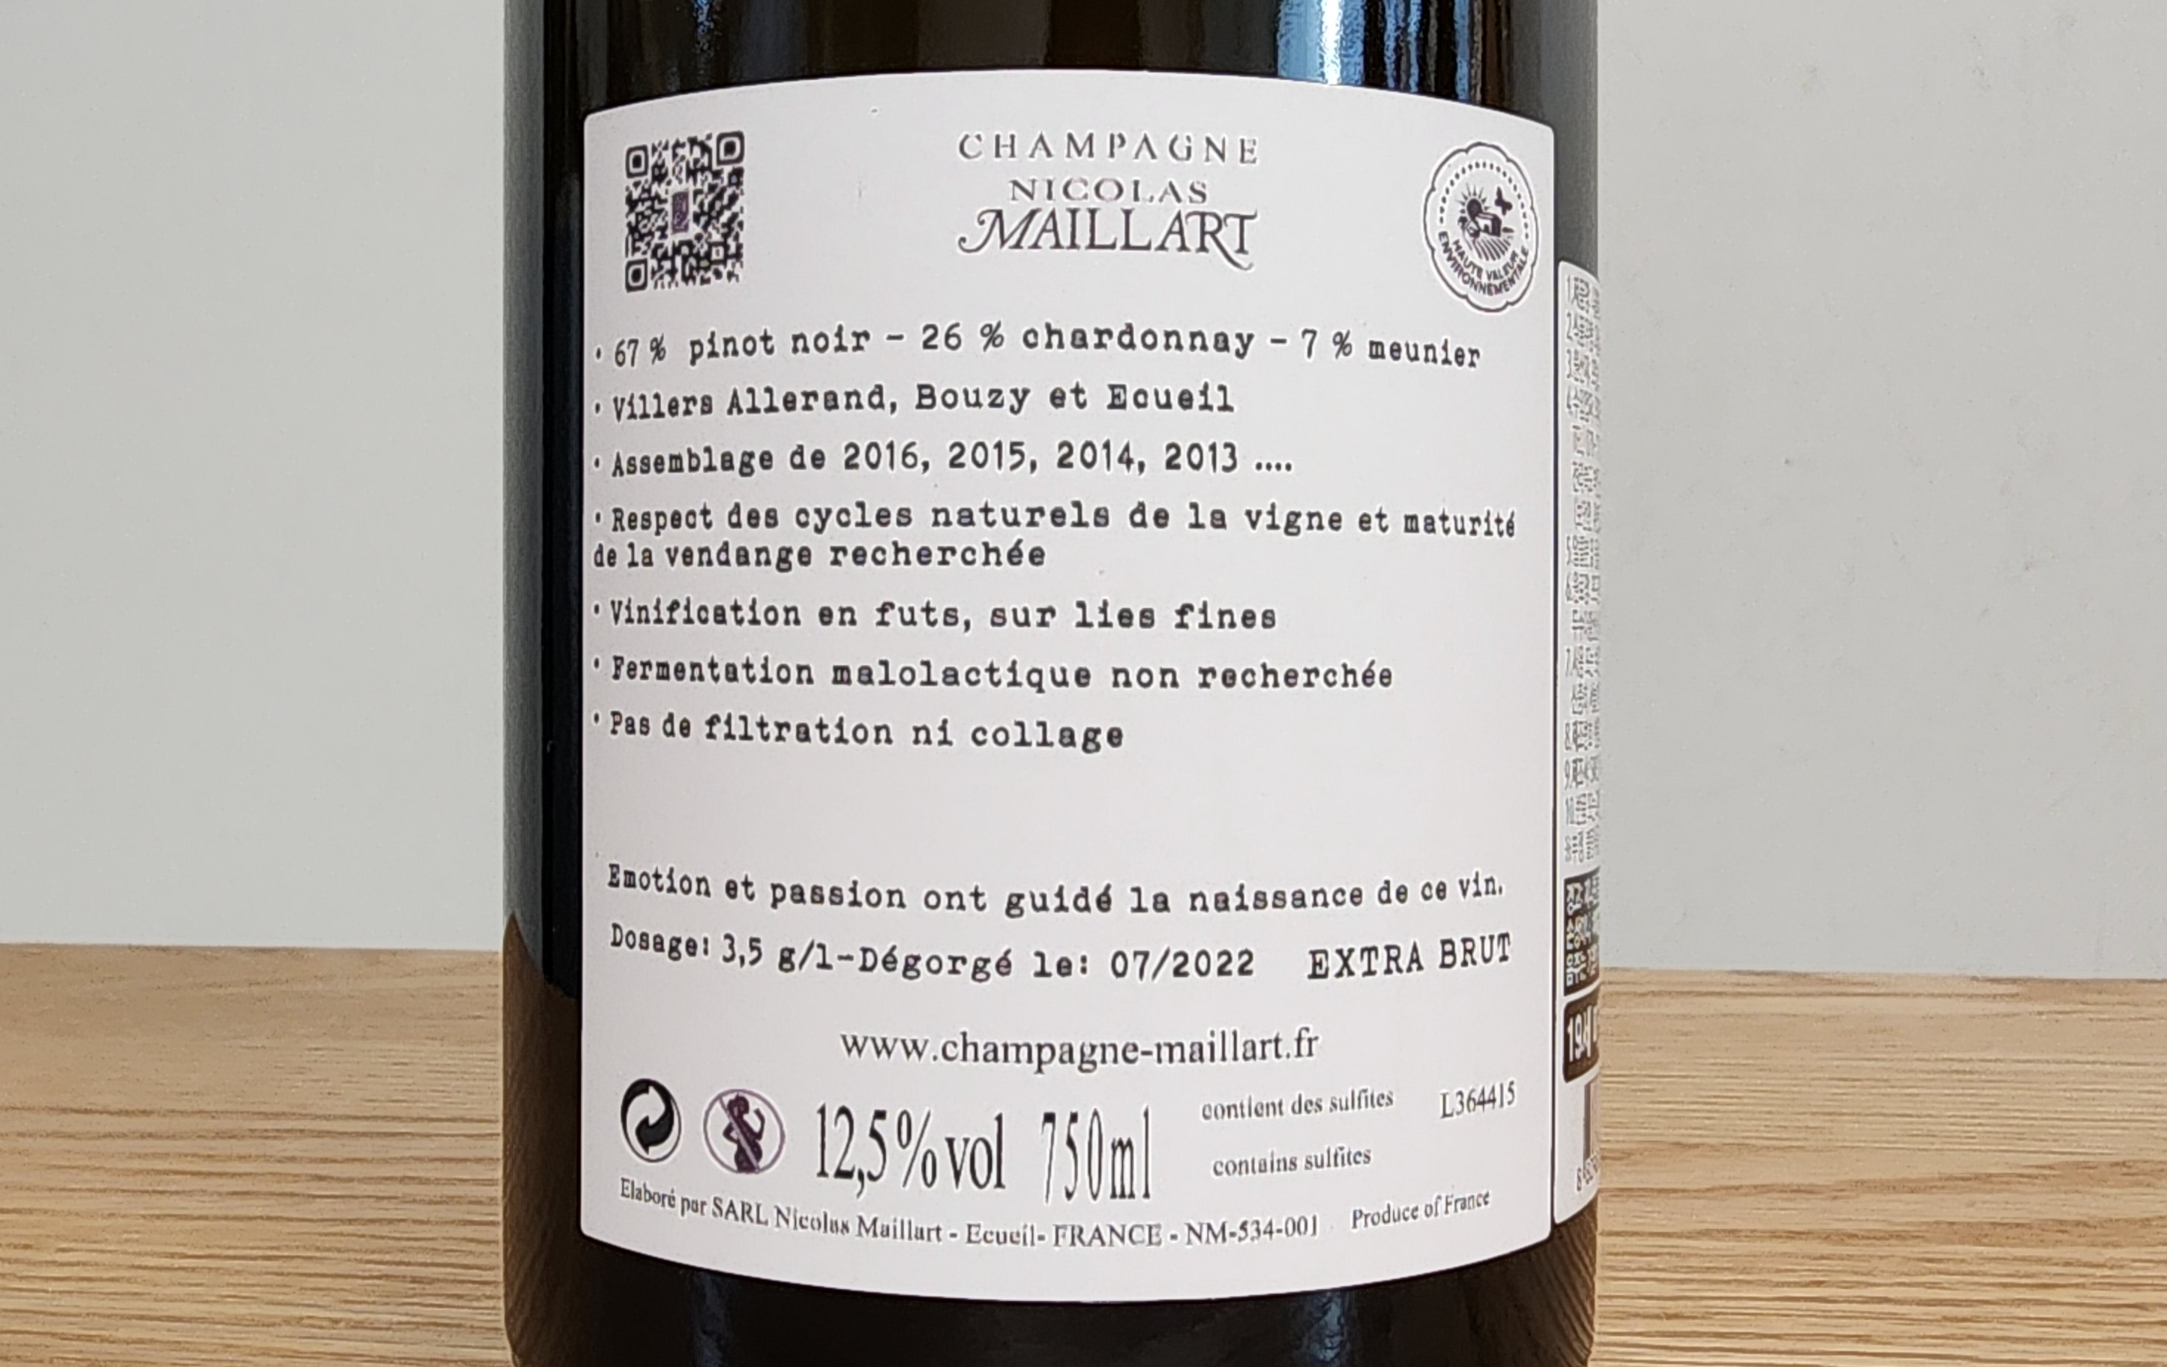 CHAMPAGNE
NICOLAS
MAILLART
HAUTE VALEUR
ENVIRONNEMENTALE
· 67 % pinot noir – 26 % chardonnay – 7 % meunier
· Villers Allerand, Bouzy et Ecueil
· Assemblage de 2016, 2015, 2014, 2013 ....
· Respect des cycles naturels de la vigne et maturité
de la vendange recherchée
· Vinification en futs, sur lies fines
· Fermentation malolactique non recherchée
· Pas de filtration ni collage
Emotion et passion ont guidé la naissance de ce vin.
Dosage: 3,5 g/l-Dégorgé le: 07/2022 EXTRA BRUT
www.champagne-maillart.fr
12,5%vol 750ml
contient des sulfites L364415
contains sulfites
Elaboré par SARL Nicolas Maillart - Ecueil- FRANCE - NM-534-001 Produce of France